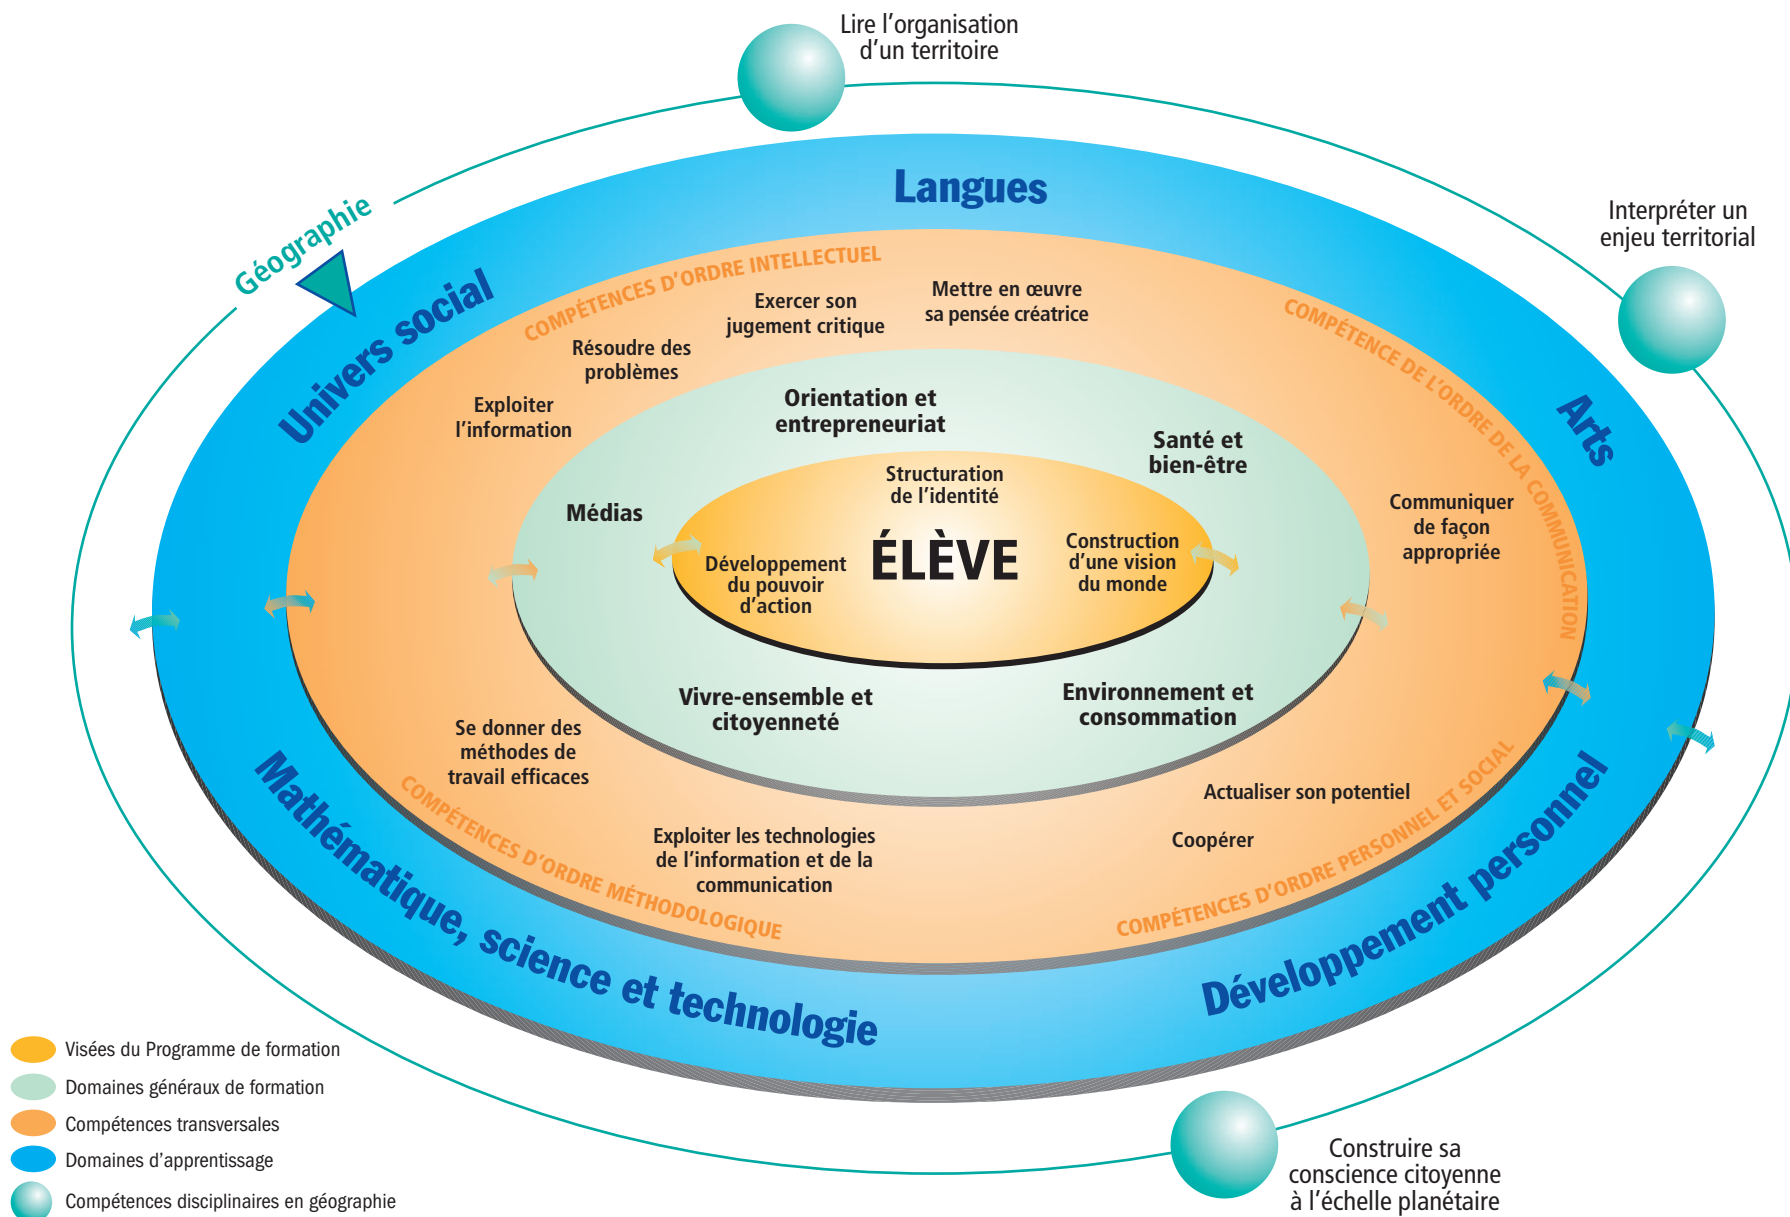 Lire l'organisation
d'un territoire
Interpréter un
enjeu territorial
Géographie
Langues
Univers social
Arts
COMPÉTENCES D'ORDRE INTELLECTUEL
COMPÉTENCE DE L'ORDRE DE LA COMMUNICATION
Mettre en œuvre
sa pensée créatrice
Exercer son
jugement critique
Résoudre des
problèmes
Exploiter
l'information
Orientation et
entrepreneuriat
Santé et
bien-être
Médias
Structuration
de l'identité
ÉLÈVE
Développement
du pouvoir
d'action
Construction
d'une vision
du monde
Communiquer
de façon
appropriée
Vivre-ensemble et
citoyenneté
Environnement et
consommation
Se donner des
méthodes de
travail efficaces
Exploiter les technologies
de l'information et de la
communication
Actualiser son potentiel
Coopérer
COMPÉTENCES D'ORDRE MÉTHODOLOGIQUE
COMPÉTENCES D'ORDRE PERSONNEL ET SOCIAL
Mathématique, science et technologie
Développement personnel
Construire sa
conscience citoyenne
à l'échelle planétaire
Visées du Programme de formation
Domaines généraux de formation
Compétences transversales
Domaines d'apprentissage
Compétences disciplinaires en géographie